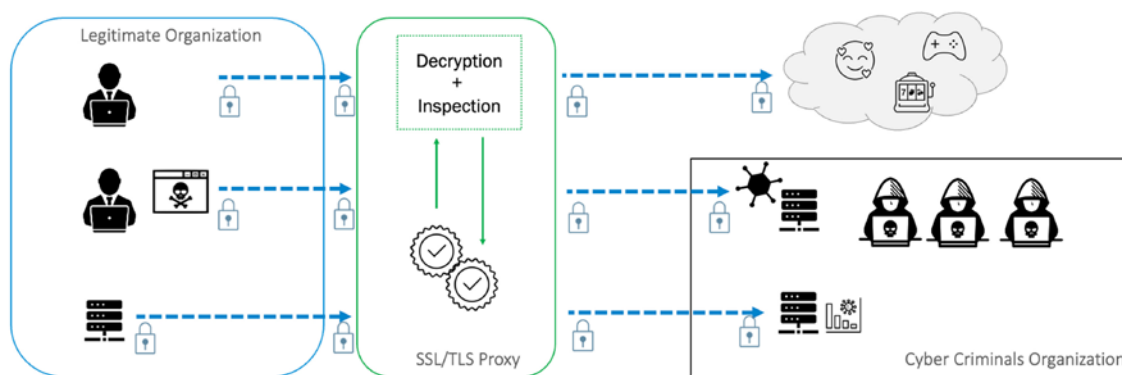 Legitimate Organization
Decryption
+
Inspection
SSL/TLS Proxy
Cyber Criminals Organization